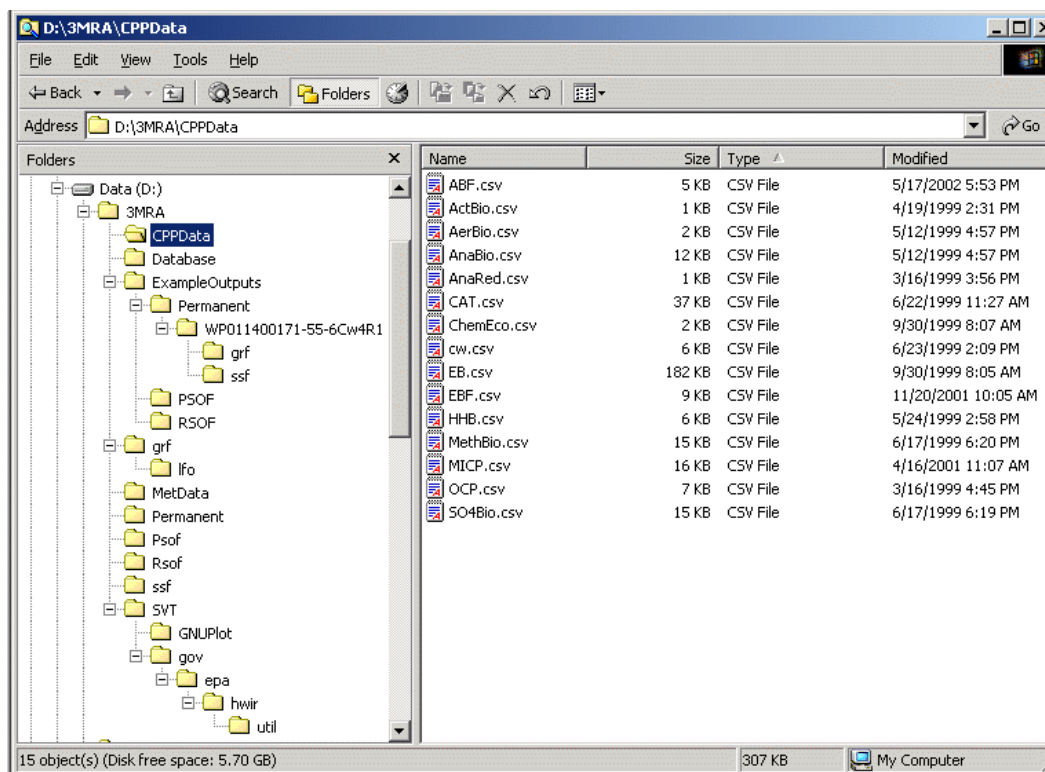 D:\3MRA\CPPData
File Edit View Tools Help
Back Search Folders
Address D:\3MRA\CPPData Go
Folders
Data (D:)
3MRA
CPPData
Database
ExampleOutputs
Permanent
WP011400171-55-6Cw4R1
grf
ssf
PSOF
RSOF
grf
lfo
MetData
Permanent
Psof
Rsof
ssf
SVT
GNUPlot
gov
epa
hwir
util
Name Size Type Modified
ABF.csv 5 KB CSV File 5/17/2002 5:53 PM
ActBio.csv 1 KB CSV File 4/19/1999 2:31 PM
AerBio.csv 2 KB CSV File 5/12/1999 4:57 PM
AnaBio.csv 12 KB CSV File 5/12/1999 4:57 PM
AnaRed.csv 1 KB CSV File 3/16/1999 3:56 PM
CAT.csv 37 KB CSV File 6/22/1999 11:27 AM
ChemEco.csv 2 KB CSV File 9/30/1999 8:07 AM
cw.csv 6 KB CSV File 6/23/1999 2:09 PM
EB.csv 182 KB CSV File 9/30/1999 8:05 AM
EBF.csv 9 KB CSV File 11/20/2001 10:05 AM
HHB.csv 6 KB CSV File 5/24/1999 2:58 PM
MethBio.csv 15 KB CSV File 6/17/1999 6:20 PM
MICP.csv 16 KB CSV File 4/16/2001 11:07 AM
OCP.csv 7 KB CSV File 3/16/1999 4:45 PM
SO4Bio.csv 15 KB CSV File 6/17/1999 6:19 PM
15 object(s) (Disk free space: 5.70 GB) 307 KB My Computer